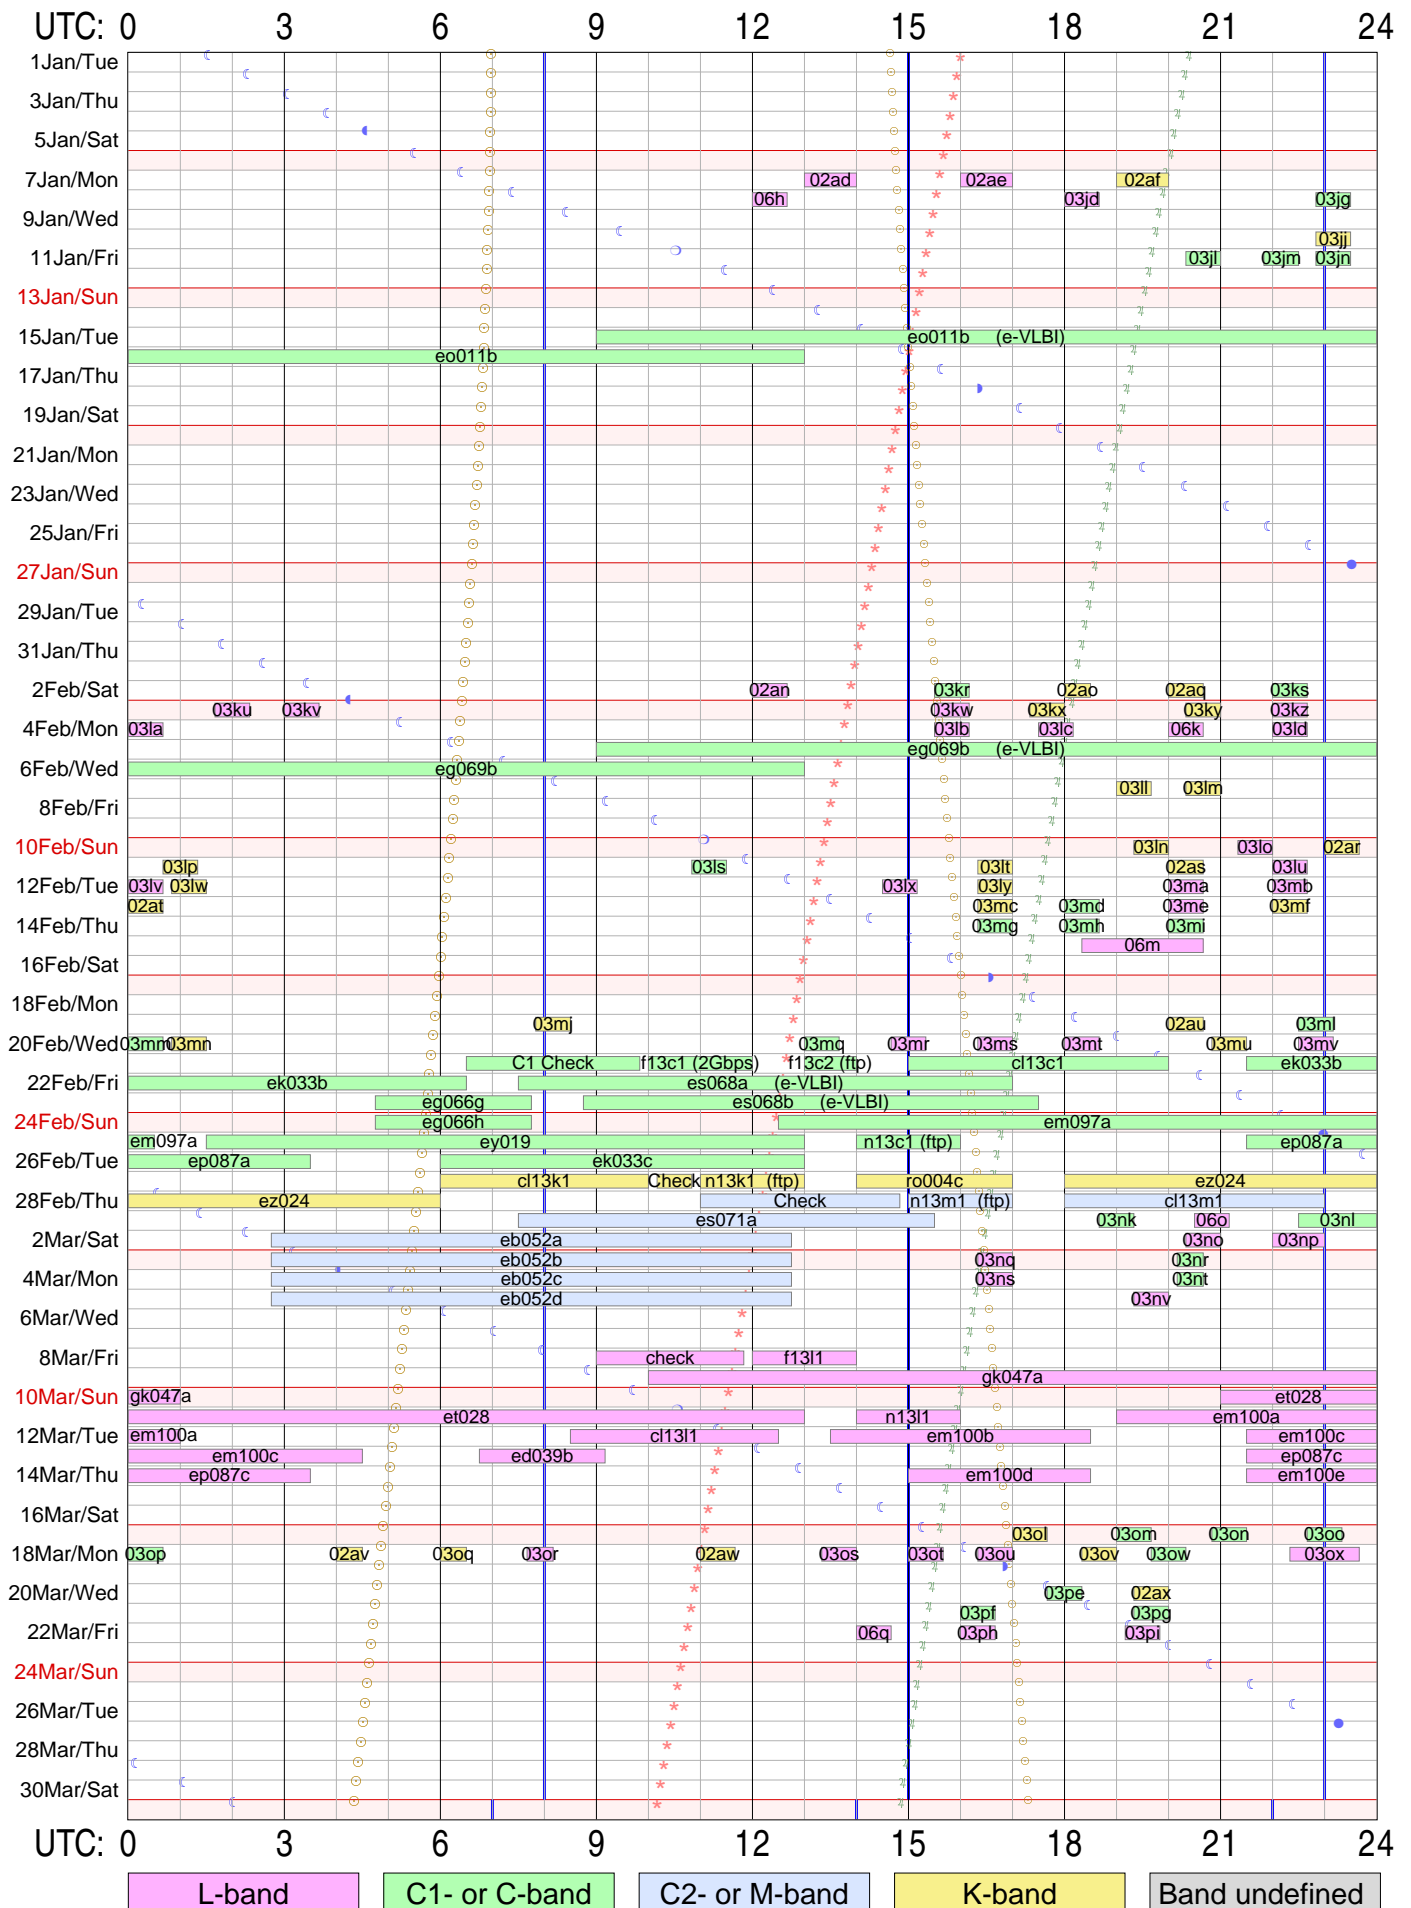 UTC: 0 3 6 9 12 15 18 21 24
1Jan/Tue
3Jan/Thu
5Jan/Sat
7Jan/Mon 02ad 02ae 02af
06h 03jd 03jg
9Jan/Wed
03jj
11Jan/Fri 03jl 03jm 03jn
13Jan/Sun
15Jan/Tue eo011b (e-VLBI)
eo011b
17Jan/Thu
19Jan/Sat
21Jan/Mon
23Jan/Wed
25Jan/Fri
27Jan/Sun
29Jan/Tue
31Jan/Thu
2Feb/Sat 02an 03kr 02ao 02aq 03ks
03ku 03kv 03kw 03kx 03ky 03kz
4Feb/Mon 03la 03lb 03lc 06k 03ld
eg069b (e-VLBI)
6Feb/Wed eg069b
03ll 03lm
8Feb/Fri
10Feb/Sun 03ln 03lo 02ar
03lp 03ls 03lt 02as 03lu
12Feb/Tue 03lv 03lw 03lx 03ly 03ma 03mb
02at 03mc 03md 03me 03mf
14Feb/Thu 03mg 03mh 03mi
06m
16Feb/Sat
18Feb/Mon
03mj 02au 03ml
20Feb/Wed 03mm 03mn 03mq 03mr 03ms 03mt 03mu 03mv
C1 Check f13c1 (2Gbps) f13c2 (ftp) cl13c1 ek033b
22Feb/Fri ek033b es068a (e-VLBI)
eg066g es068b (e-VLBI)
24Feb/Sun eg066h em097a
em097a ey019 n13c1 (ftp) ep087a
26Feb/Tue ep087a ek033c
cl13k1 Check n13k1 (ftp) ro004c ez024
28Feb/Thu ez024 Check n13m1 (ftp) cl13m1
es071a 03nk 06o 03nl
2Mar/Sat eb052a 03no 03np
eb052b 03nq 03nr
4Mar/Mon eb052c 03ns 03nt
eb052d 03nv
6Mar/Wed
8Mar/Fri check f13l1
gk047a
10Mar/Sun gk047a et028
et028 n13l1 em100a
12Mar/Tue em100a cl13l1 em100b em100c
em100c ed039b ep087c
14Mar/Thu ep087c em100d em100e
16Mar/Sat
03ol 03om 03on 03oo
18Mar/Mon 03op 02av 03oq 03or 02aw 03os 03ot 03ou 03ov 03ow 03ox
20Mar/Wed 03pe 02ax
03pf 03pg
22Mar/Fri 06q 03ph 03pi
24Mar/Sun
26Mar/Tue
28Mar/Thu
30Mar/Sat
UTC: 0 3 6 9 12 15 18 21 24
L-band C1- or C-band C2- or M-band K-band Band undefined